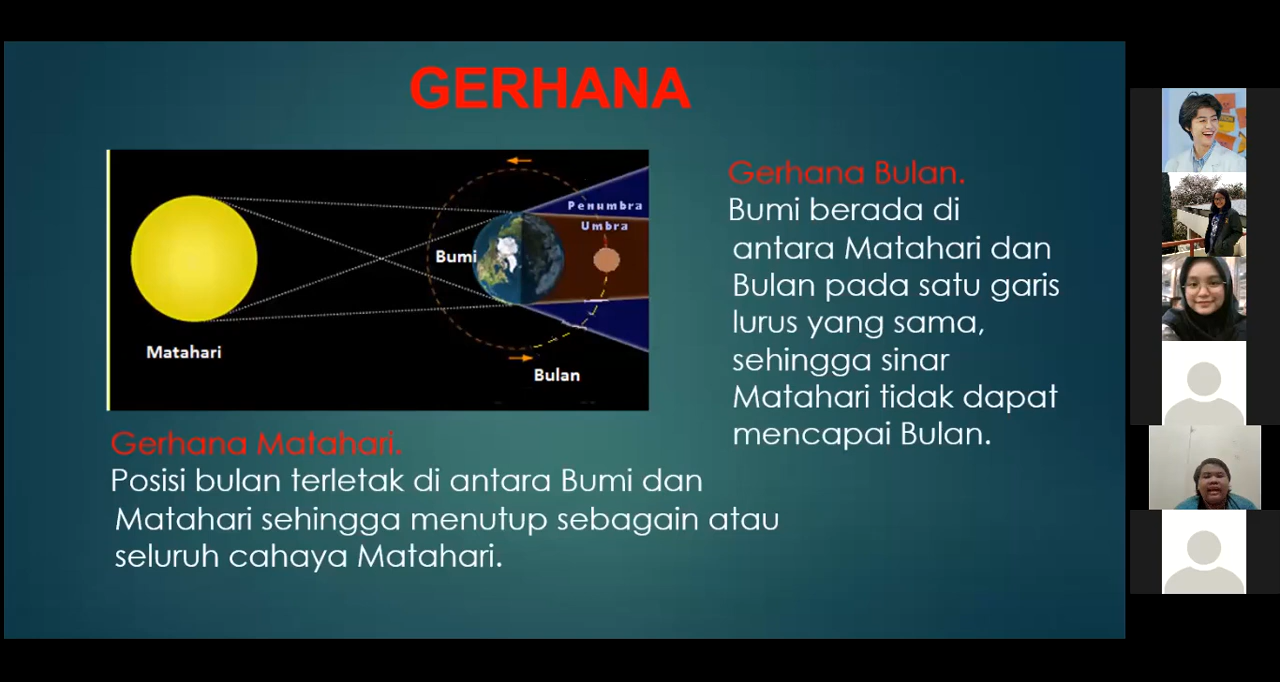 GERHANA
Penumbra
Umbra
Bumi
Matahari
Bulan
Gerhana Bulan.
Bumi berada di
antara Matahari dan
Bulan pada satu garis
lurus yang sama,
sehingga sinar
Matahari tidak dapat
mencapai Bulan.
Gerhana Matahari.
Posisi bulan terletak di antara Bumi dan
Matahari sehingga menutup sebagain atau
seluruh cahaya Matahari.